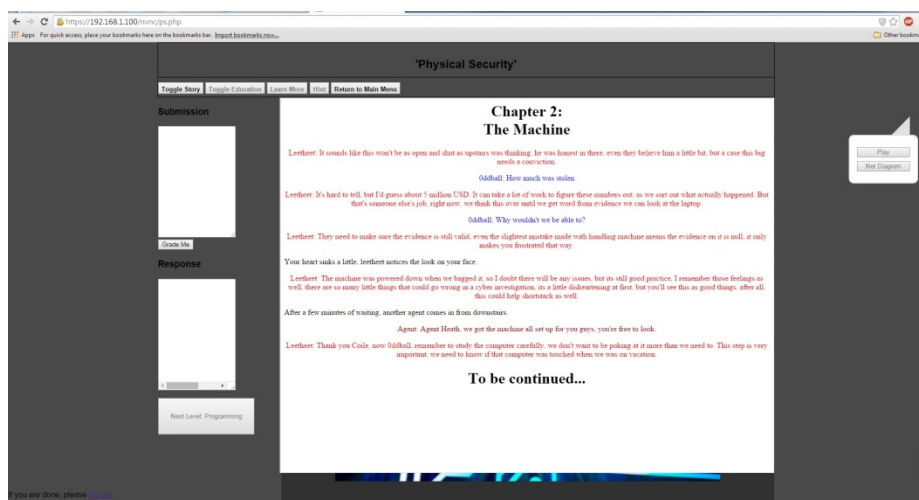 https://192.168.1.100/nvnc/ps.php
Apps For quick access, place your bookmarks here on the bookmarks bar. Import bookmarks now...
Other bookma
'Physical Security'
Toggle Story Toggle Education Learn More Hint Return to Main Menu
Submission
Grade Me
Response
Next Level: Programming
Chapter 2:
The Machine
Leetheet: It sounds like this won't be as open and shut as upstairs was thinking, he was honest in there, even they believe him a little bit, but a case this big
needs a conviction.
0ddball: How much was stolen
Leetheet: It's hard to tell, but I'd guess about 5 million USD. It can take a lot of work to figure these numbers out, as we sort out what actually happened. But
that's someone else's job, right now, we think this over until we get word from evidence we can look at the laptop.
0ddball: Why wouldn't we be able to?
Leetheet: They need to make sure the evidence is still valid, even the slightest mistake made with handling machine means the evidence on it is null, it only
makes you frustrated that way.
Your heart sinks a little, leetheet notices the look on your face.
Leetheet: The machine was powered down when we bagged it, so I doubt there will be any issues, but its still good practice, I remember those feelings as
well, there are so many little things that could go wrong in a cyber investigation, its a little disheartening at first, but you'll see this as good things, after all,
this could help shortstack as well.
After a few minutes of waiting, another agent comes in from downstairs.
Agent: Agent Heath, we got the machine all set up for you guys, you're free to look.
Leetheet: Thank you Coile, now 0ddball, remember to study the computer carefully, we don't want to be poking at it more than we need to. This step is very
important, we need to know if that computer was touched when we was on vacation.
To be continued...
Play
Net Diagram
If you are done, please